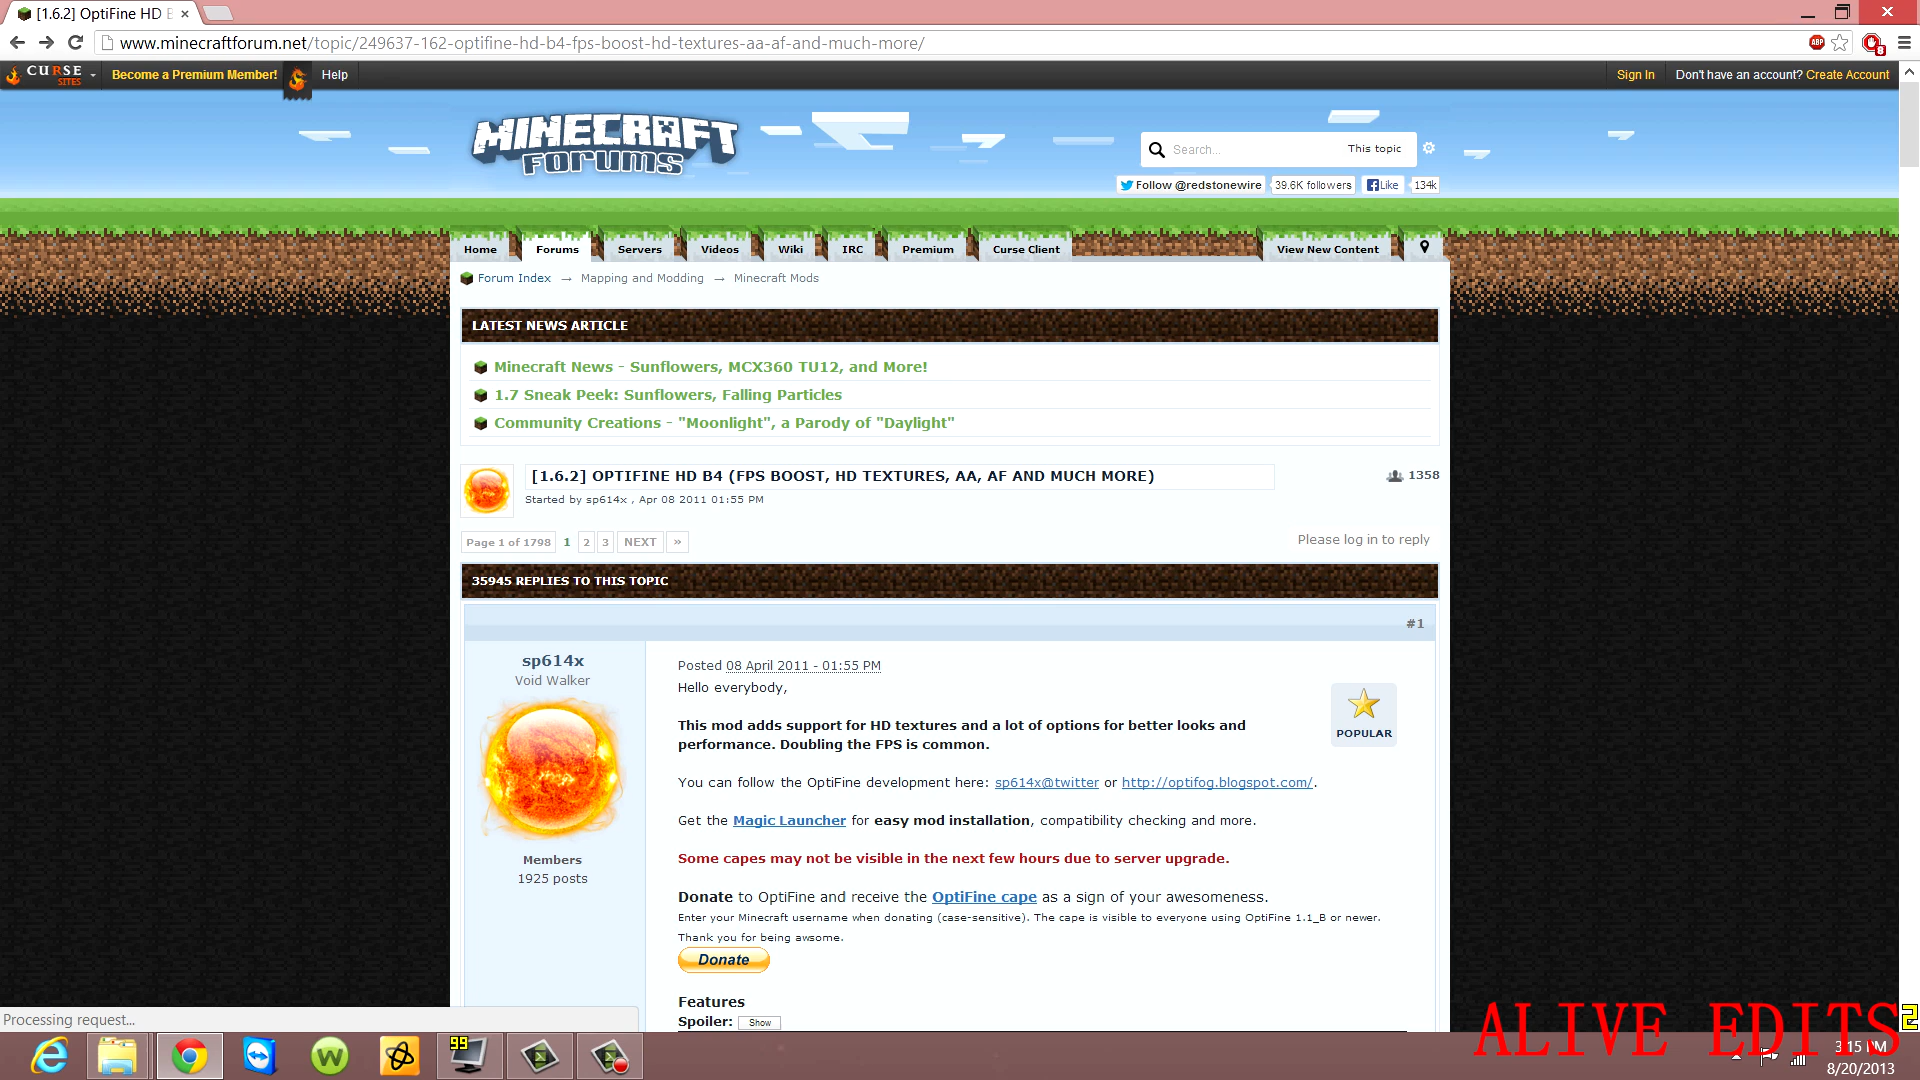 [1.6.2] OptiFine HD B
www.minecraftforum.net/topic/249637-162-optifine-hd-b4-fps-boost-hd-textures-aa-af-and-much-more/
ABP
8
CURSE SITES
Become a Premium Member!
Help
Sign In
Don't have an account? Create Account
MINECRAFT FORUMS
Search...
This topic
Follow @redstonewire
39.6K followers
Like
134k
Home
Forums
Servers
Videos
Wiki
IRC
Premium
Curse Client
View New Content
Forum Index → Mapping and Modding → Minecraft Mods
LATEST NEWS ARTICLE
Minecraft News - Sunflowers, MCX360 TU12, and More!
1.7 Sneak Peek: Sunflowers, Falling Particles
Community Creations - "Moonlight", a Parody of "Daylight"
[1.6.2] OPTIFINE HD B4 (FPS BOOST, HD TEXTURES, AA, AF AND MUCH MORE)
1358
Started by sp614x , Apr 08 2011 01:55 PM
Page 1 of 1798 1 2 3 NEXT »
Please log in to reply
35945 REPLIES TO THIS TOPIC
#1
sp614x
Void Walker
Members
1925 posts
Posted 08 April 2011 - 01:55 PM
Hello everybody,
POPULAR
This mod adds support for HD textures and a lot of options for better looks and
performance. Doubling the FPS is common.
You can follow the OptiFine development here: sp614x@twitter or http://optifog.blogspot.com/.
Get the Magic Launcher for easy mod installation, compatibility checking and more.
Some capes may not be visible in the next few hours due to server upgrade.
Donate to OptiFine and receive the OptiFine cape as a sign of your awesomeness.
Enter your Minecraft username when donating (case-sensitive). The cape is visible to everyone using OptiFine 1.1_B or newer.
Thank you for being awsome.
Donate
Features
Spoiler: Show
Processing request...
ALIVE EDITS
2
99
3:15 PM
8/20/2013